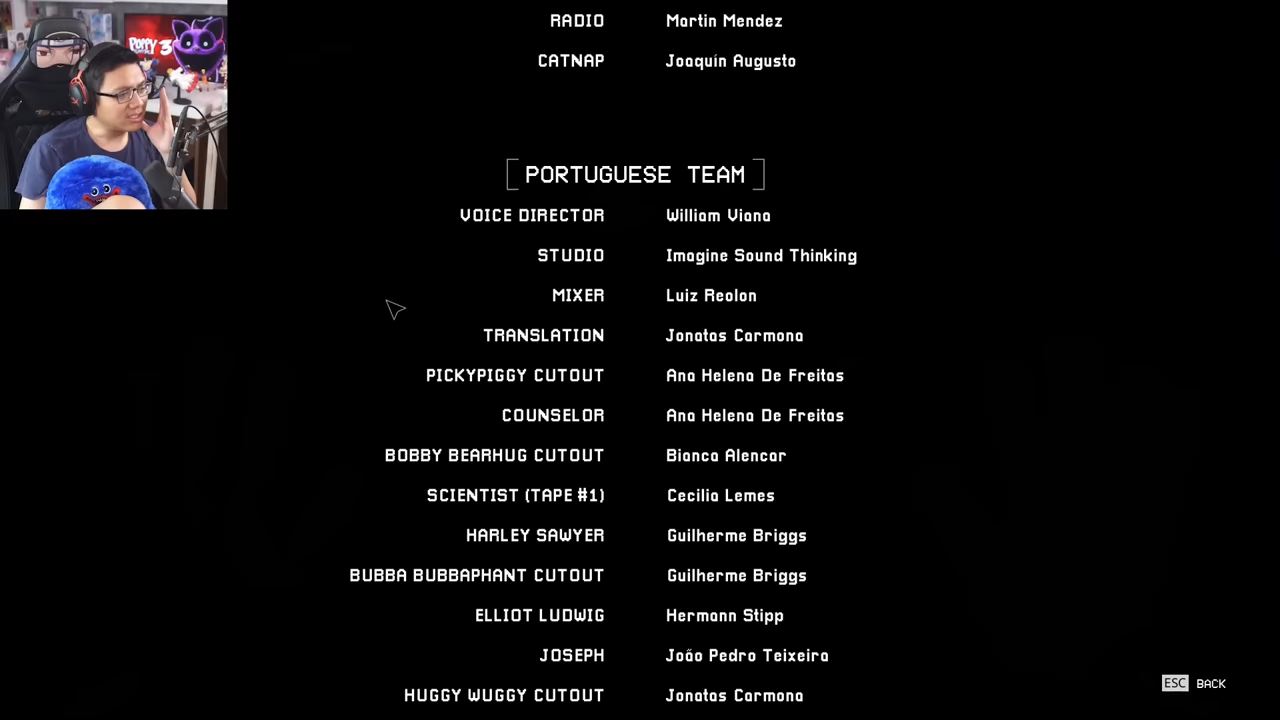 POPPY 3
RADIO Martin Mendez
CATNAP Joaquín Augusto
PORTUGUESE TEAM
VOICE DIRECTOR William Viana
STUDIO Imagine Sound Thinking
MIXER Luiz Reolon
TRANSLATION Jonatas Carmona
PICKYPIGGY CUTOUT Ana Helena De Freitas
COUNSELOR Ana Helena De Freitas
BOBBY BEARHUG CUTOUT Bianca Alencar
SCIENTIST (TAPE #1) Cecilia Lemes
HARLEY SAWYER Guilherme Briggs
BUBBA BUBBAPHANT CUTOUT Guilherme Briggs
ELLIOT LUDWIG Hermann Stipp
JOSEPH João Pedro Teixeira
HUGGY WUGGY CUTOUT Jonatas Carmona
ESC BACK